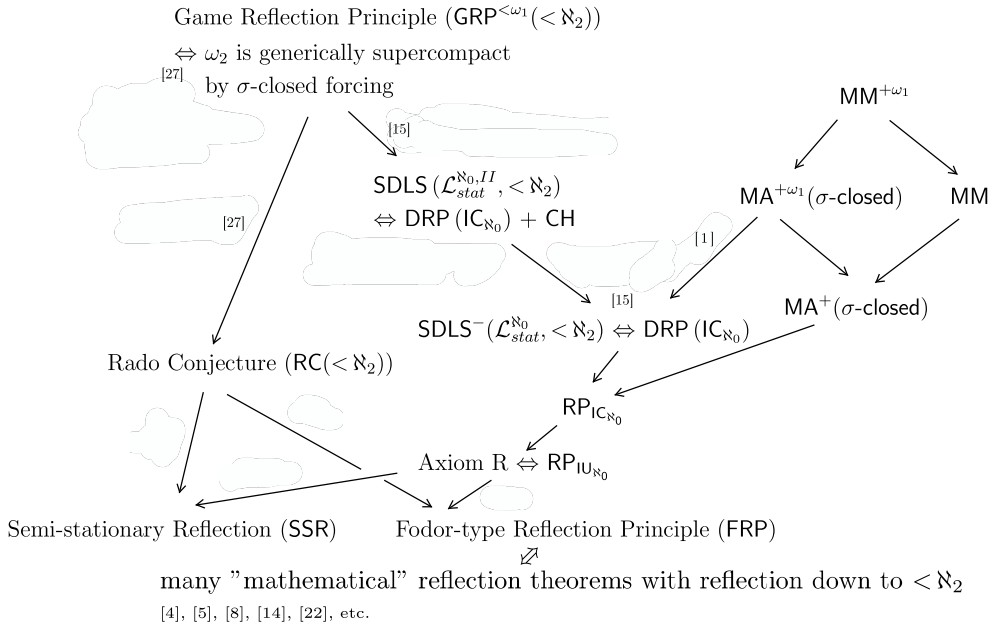 Game Reflection Principle (GRP^{<ω₁}(<ℵ₂))
⇔ ω₂ is generically supercompact
[27]
by σ-closed forcing
MM^{+ω₁}
[15]
SDLS (ℒ_{stat}^{ℵ₀,II}, <ℵ₂)
⇔ DRP (IC_{ℵ₀}) + CH
MA^{+ω₁}(σ-closed)
MM
[27]
[1]
[15]
MA⁺(σ-closed)
SDLS⁻(ℒ_{stat}^{ℵ₀}, <ℵ₂) ⇔ DRP (IC_{ℵ₀})
Rado Conjecture (RC(<ℵ₂))
RP_{IC_{ℵ₀}}
Axiom R ⇔ RP_{IU_{ℵ₀}}
Semi-stationary Reflection (SSR)
Fodor-type Reflection Principle (FRP)
⇔
many "mathematical" reflection theorems with reflection down to <ℵ₂
[4], [5], [8], [14], [22], etc.